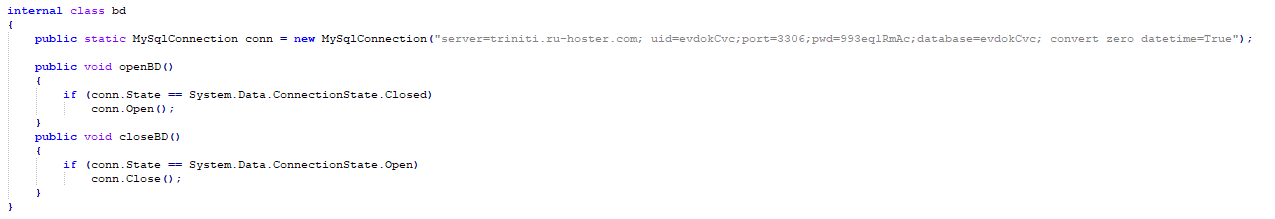 internal class bd
{
public static MySqlConnection conn = new MySqlConnection("server=triniti.ru-hoster.com; uid=evdokCvc;port=3306;pwd=993eqlRmAc;database=evdokCvc; convert zero datetime=True");
public void openBD()
{
if (conn.State == System.Data.ConnectionState.Closed)
conn.Open();
}
public void closeBD()
{
if (conn.State == System.Data.ConnectionState.Open)
conn.Close();
}
}